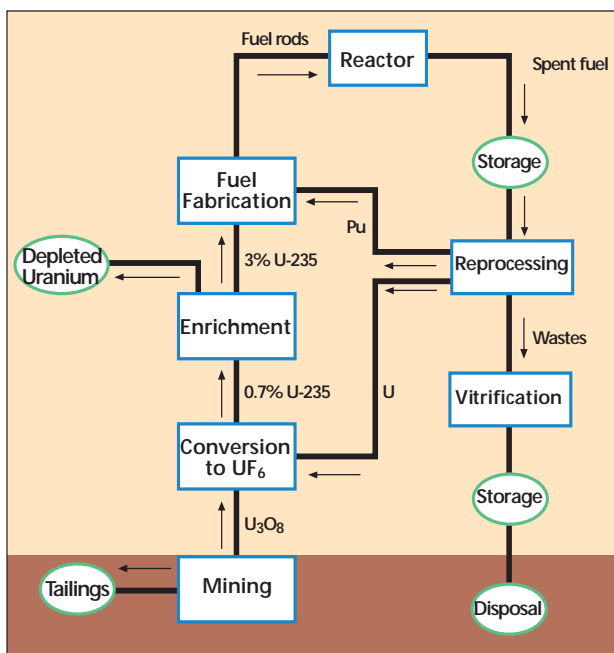 Fuel rods
Reactor
Spent fuel
Storage
Fuel
Fabrication
Pu
Depleted
Uranium
3% U-235
Reprocessing
Enrichment
Wastes
0.7% U-235
U
Vitrification
Conversion
to UF₆
Storage
U₃O₈
Mining
Tailings
Disposal